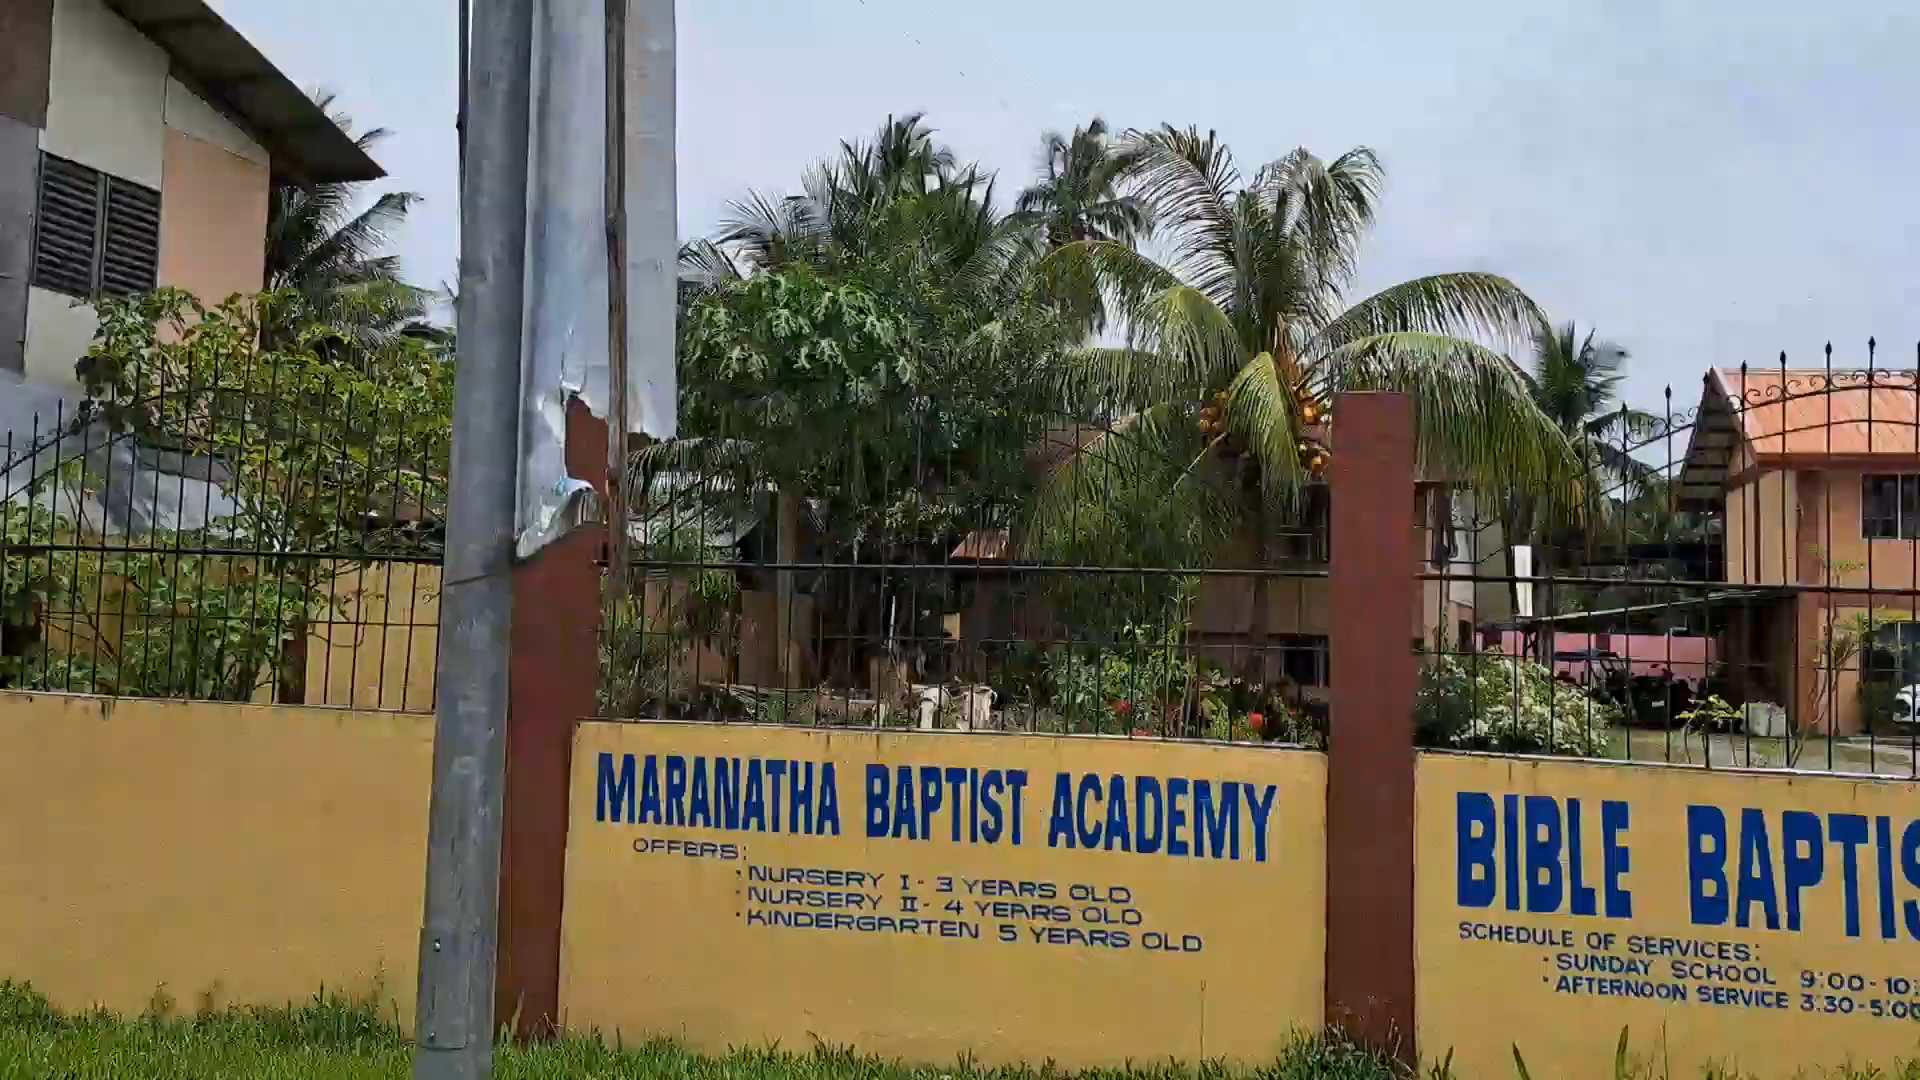 MARANATHA BAPTIST ACADEMY
OFFERS:
· NURSERY I - 3 YEARS OLD
· NURSERY II - 4 YEARS OLD
· KINDERGARTEN 5 YEARS OLD
BIBLE
SCHEDULE OF SERVICES:
· SUNDAY SCHOOL 9:00-10:
· AFTERNOON SERVICE 3:30-5:00